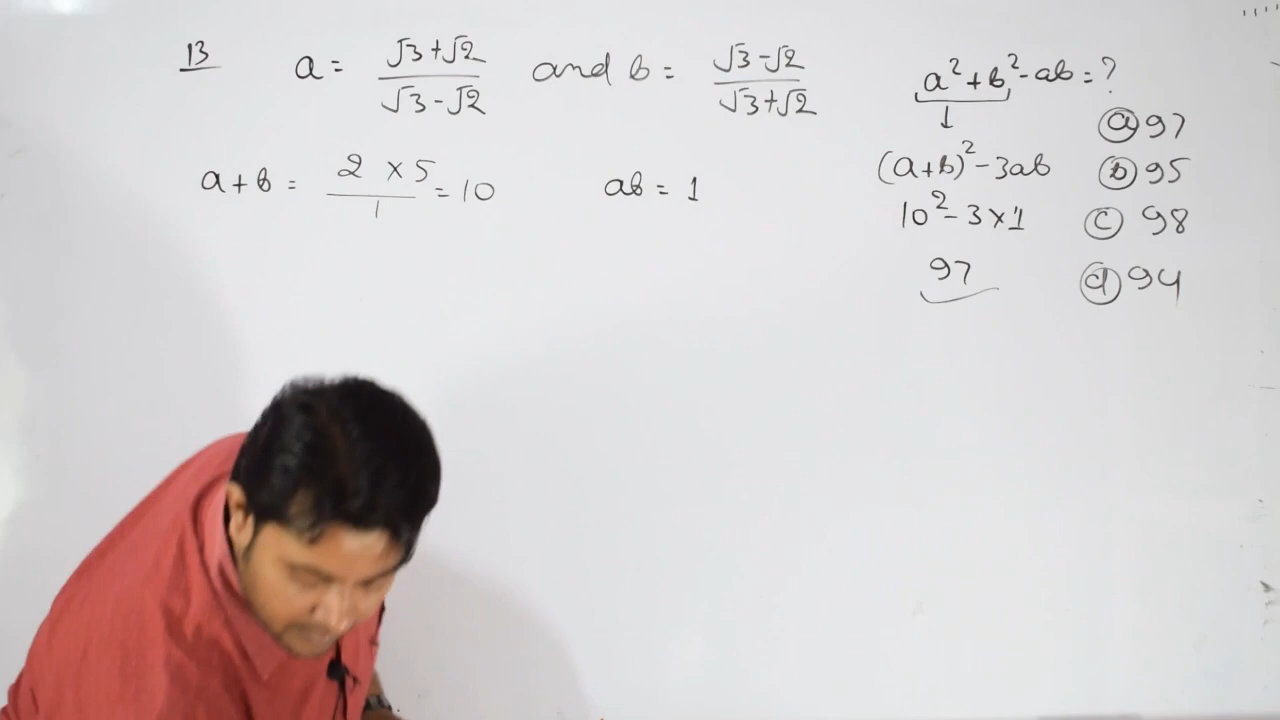 13 a = √3+√2 / √3-√2 and b = √3-√2 / √3+√2
a²+b²-ab = ?
↓
ⓐ 97
a+b = 2 × 5 / 1 = 10 ab = 1
(a+b)² - 3ab
ⓑ 95
10² - 3×1
ⓒ 98
97
ⓓ 94